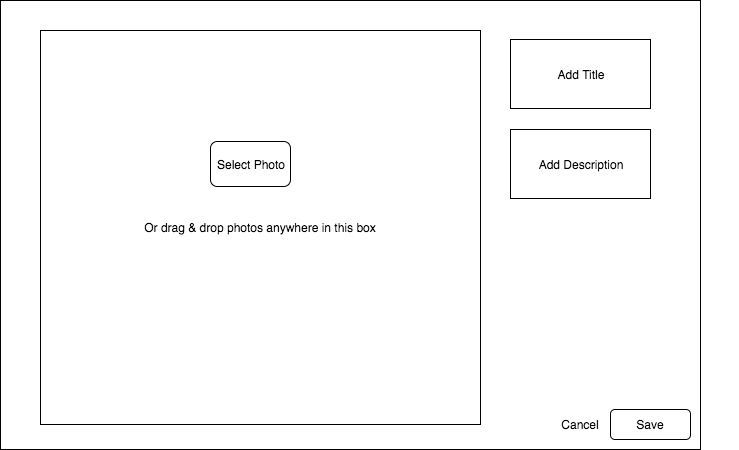 Add Title
Select Photo
Add Description
Or drag & drop photos anywhere in this box
Cancel
Save